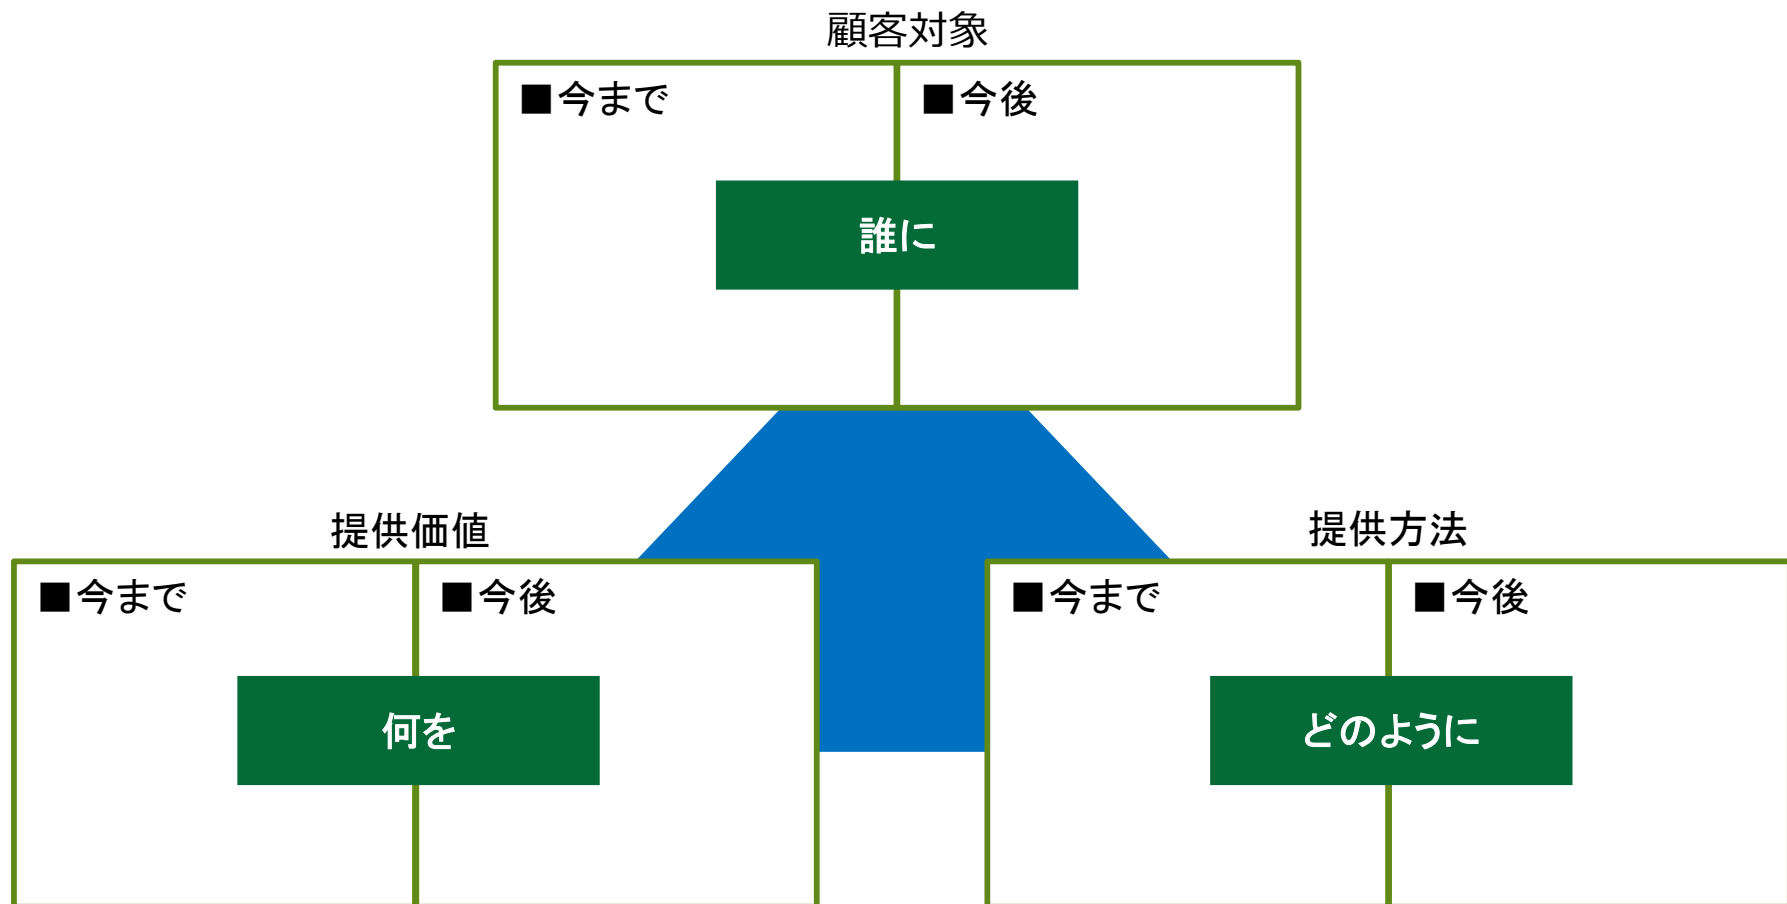 顧客対象
■今まで
■今後
誰に
提供価値
■今まで
■今後
何を
提供方法
■今まで
■今後
どのように